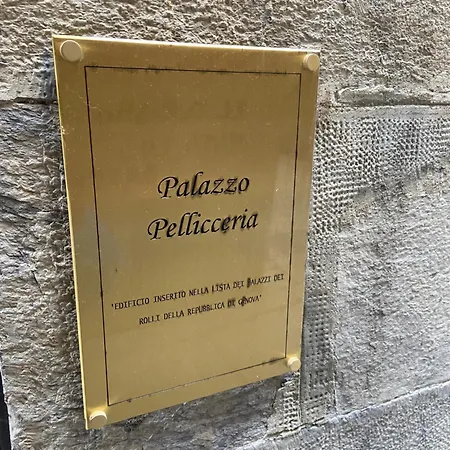 Palazzo
Pellicceria
"EDIFICIO INSERITO NELLA LISTA DEI PALAZZI DEI
ROLLI DELLA REPUBBLICA DI GENOVA"